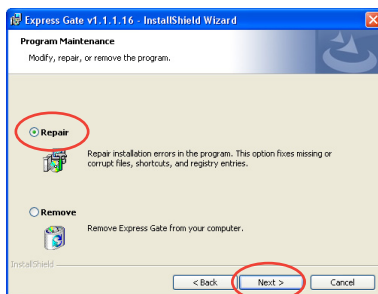 Express Gate v1.1.1.16 - InstallShield Wizard
Program Maintenance
Modify, repair, or remove the program.
Repair
Repair installation errors in the program. This option fixes missing or
corrupt files, shortcuts, and registry entries.
Remove
Remove Express Gate from your computer.
InstallShield
< Back Next > Cancel